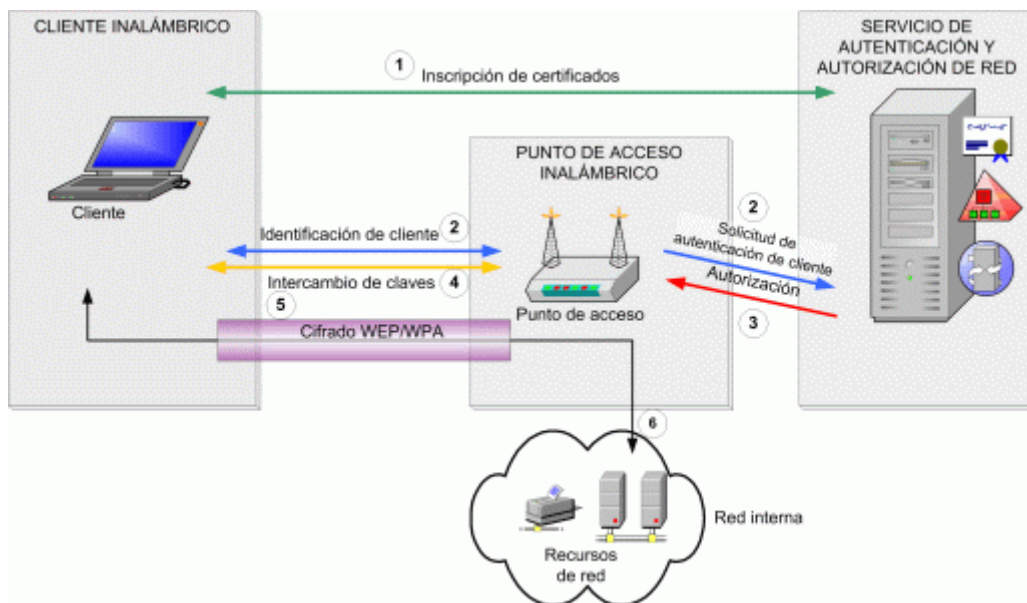 CLIENTE INALÁMBRICO
SERVICIO DE
AUTENTICACIÓN Y
AUTORIZACIÓN DE RED
1 Inscripción de certificados
PUNTO DE ACCESO
INALÁMBRICO
Cliente
Identificación de cliente 2
2
Solicitud de
autenticación de cliente
Intercambio de claves 4
Autorización
5
Punto de acceso
3
Cifrado WEP/WPA
6
Red interna
Recursos
de red